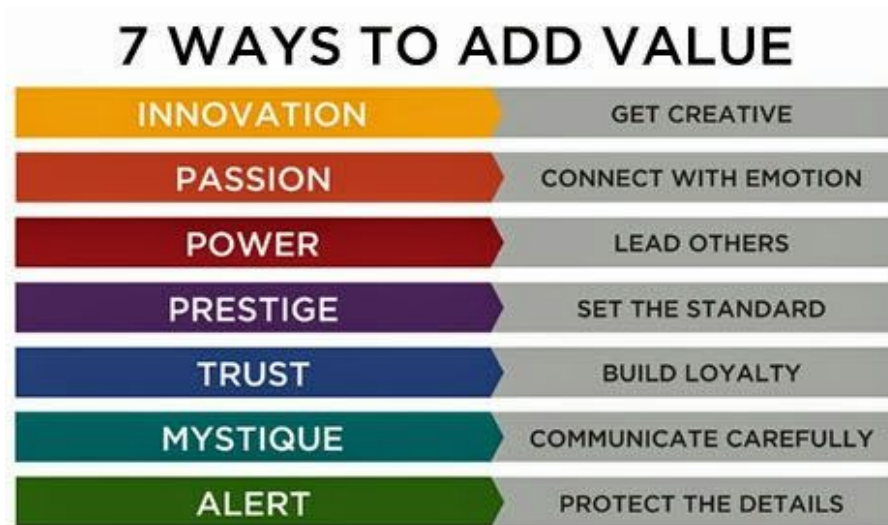 7 WAYS TO ADD VALUE
INNOVATION GET CREATIVE
PASSION CONNECT WITH EMOTION
POWER LEAD OTHERS
PRESTIGE SET THE STANDARD
TRUST BUILD LOYALTY
MYSTIQUE COMMUNICATE CAREFULLY
ALERT PROTECT THE DETAILS